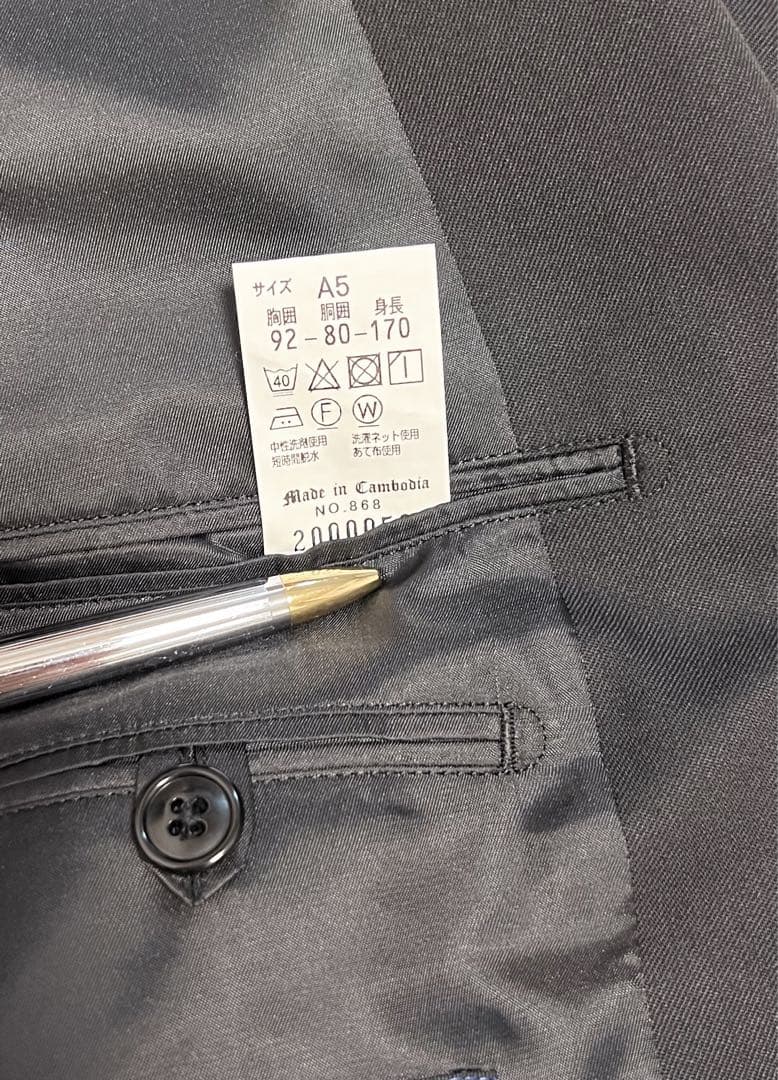 サイズ A5
胸囲 胴囲 身長
92-80-170
40
F W
中性洗剤使用 洗濯ネット使用
短時間脱水 あて布使用
Made in Cambodia
NO.868